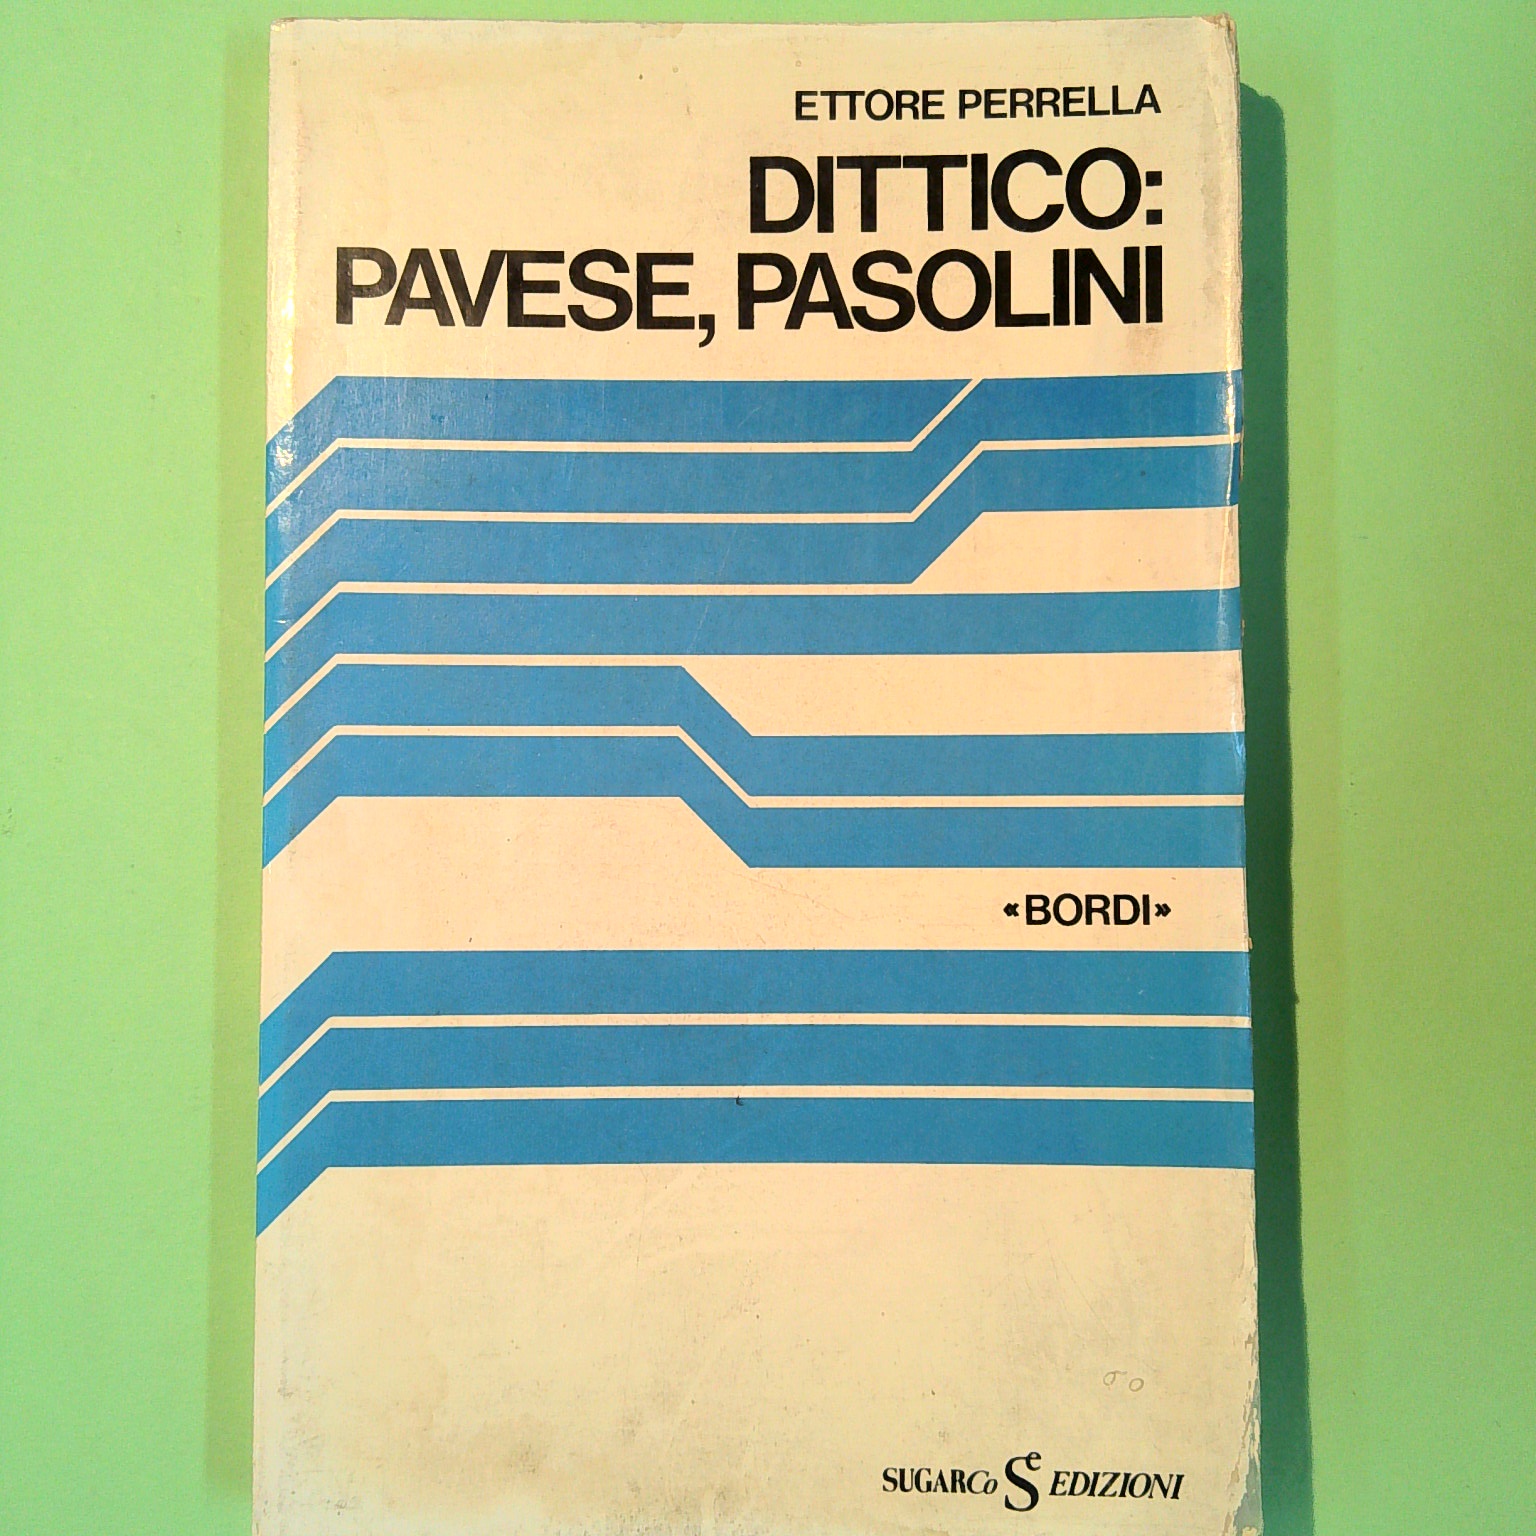 ETTORE PERRELLA
DITTICO:
PAVESE, PASOLINI
«BORDI»
SUGARCo Se EDIZIONI